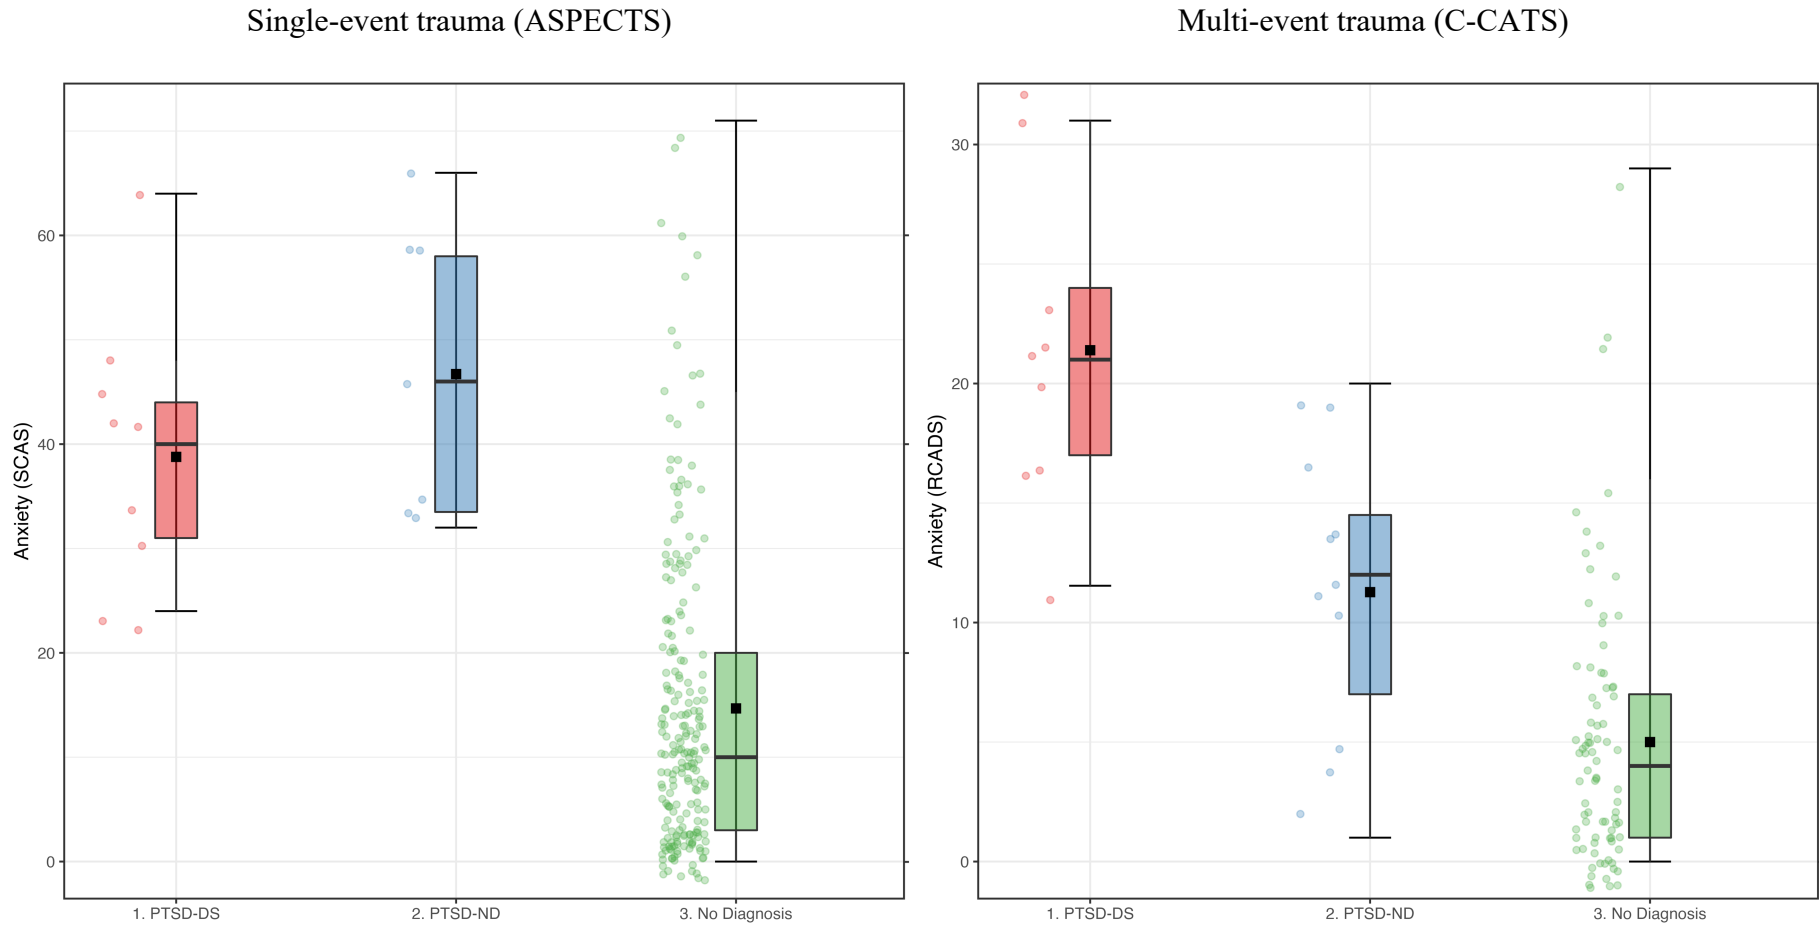 Single-event trauma (ASPECTS)
Anxiety (SCAS)
60
40
20
0
1. PTSD-DS
2. PTSD-ND
3. No Diagnosis
Multi-event trauma (C-CATS)
Anxiety (RCADS)
30
20
10
0
1. PTSD-DS
2. PTSD-ND
3. No Diagnosis